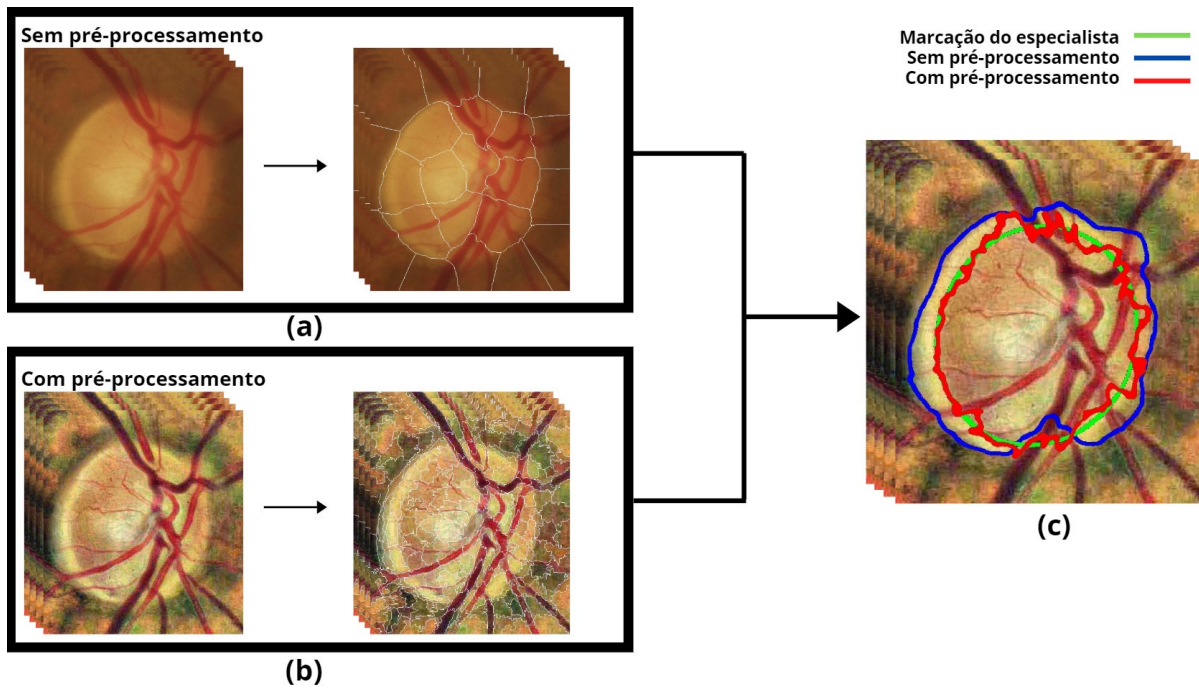 Sem pré-processamento
(a)
Com pré-processamento
(b)
Marcação do especialista
Sem pré-processamento
Com pré-processamento
(c)